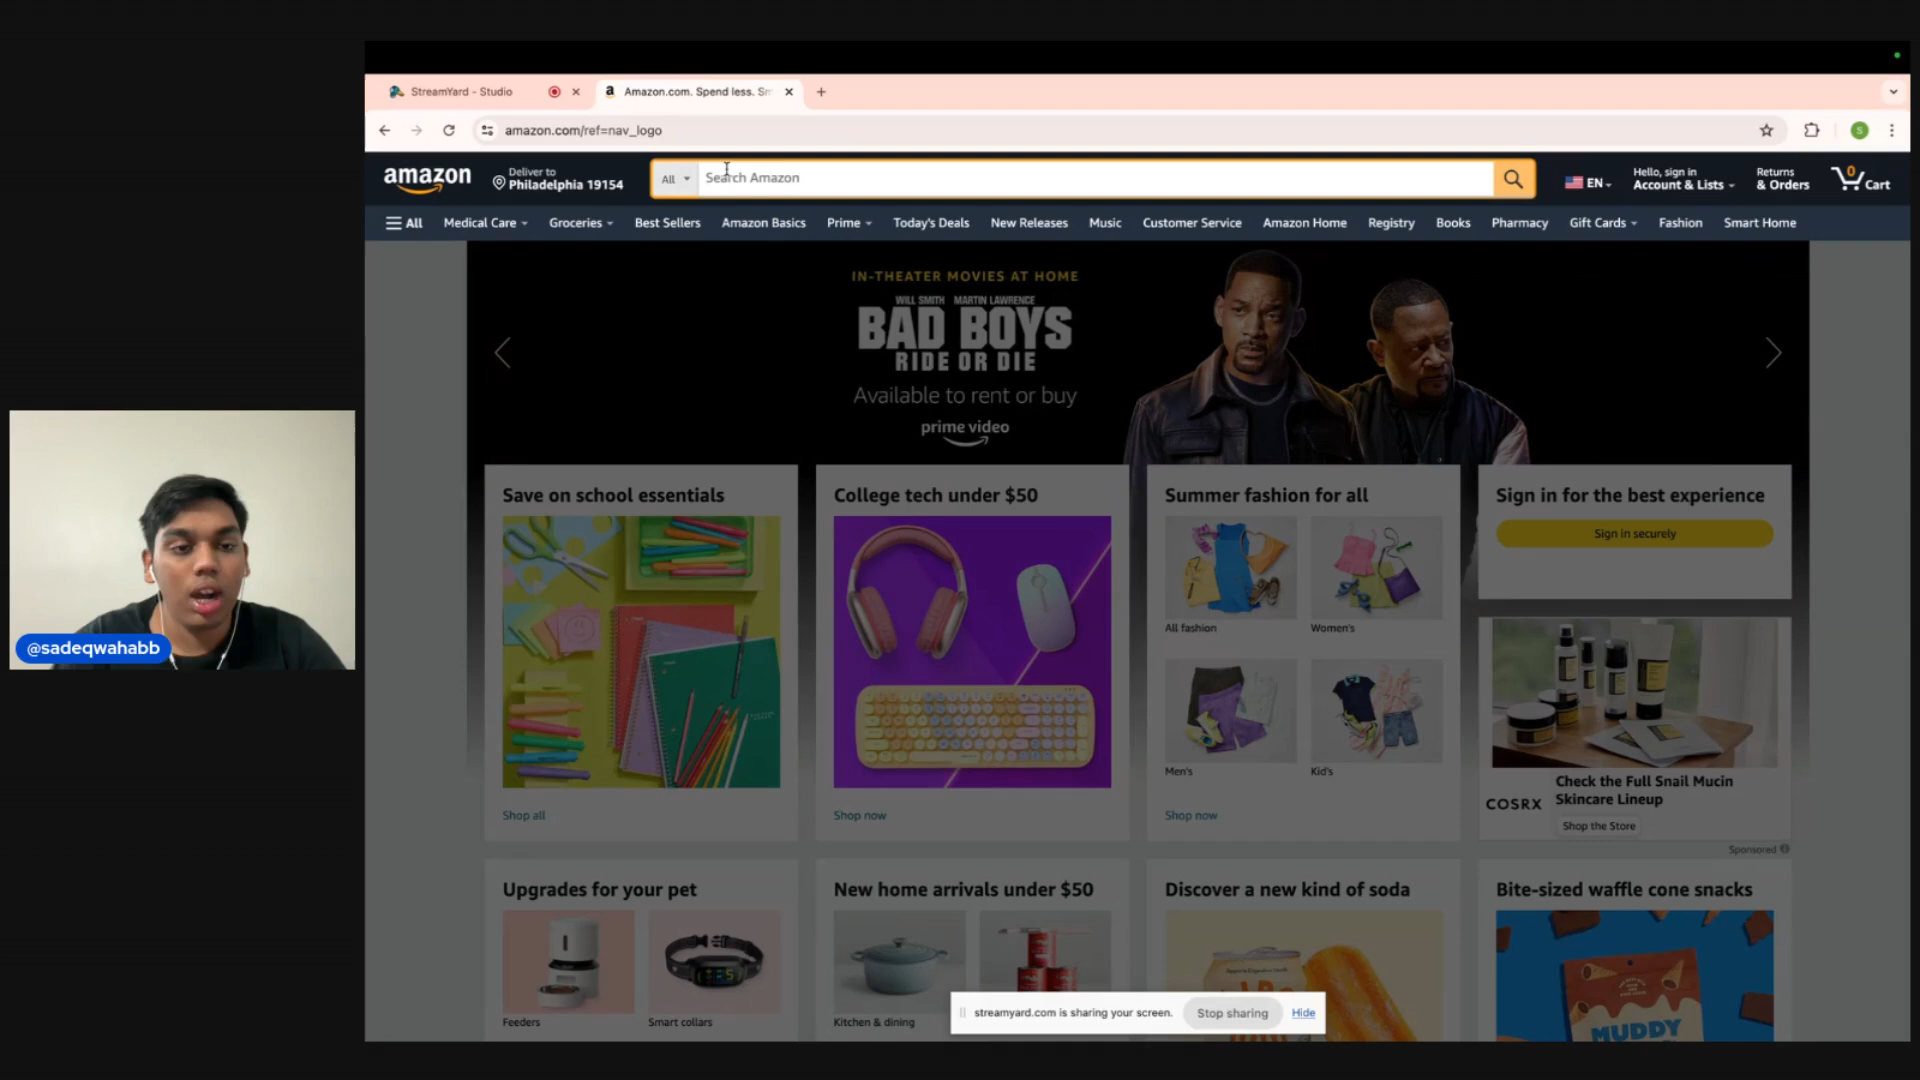 StreamYard - Studio
Amazon.com. Spend less. Sm
amazon.com/ref=nav_logo
S
amazon
Deliver to
Philadelphia 19154
All
Search Amazon
EN
Hello, sign in
Account & Lists
Returns
& Orders
0
Cart
All
Medical Care
Groceries
Best Sellers
Amazon Basics
Prime
Today's Deals
New Releases
Music
Customer Service
Amazon Home
Registry
Books
Pharmacy
Gift Cards
Fashion
Smart Home
IN-THEATER MOVIES AT HOME
WILL SMITH MARTIN LAWRENCE
BAD BOYS
RIDE OR DIE
Available to rent or buy
prime video
Save on school essentials
Shop all
College tech under $50
Shop now
Summer fashion for all
All fashion
Women's
Men's
Kid's
Shop now
Sign in for the best experience
Sign in securely
COSRX
Check the Full Snail Mucin
Skincare Lineup
Shop the Store
Sponsored
@sadeqwahabb
Upgrades for your pet
Feeders
Smart collars
New home arrivals under $50
Kitchen & dining
Discover a new kind of soda
Bite-sized waffle cone snacks
MUDDY
streamyard.com is sharing your screen.
Stop sharing
Hide